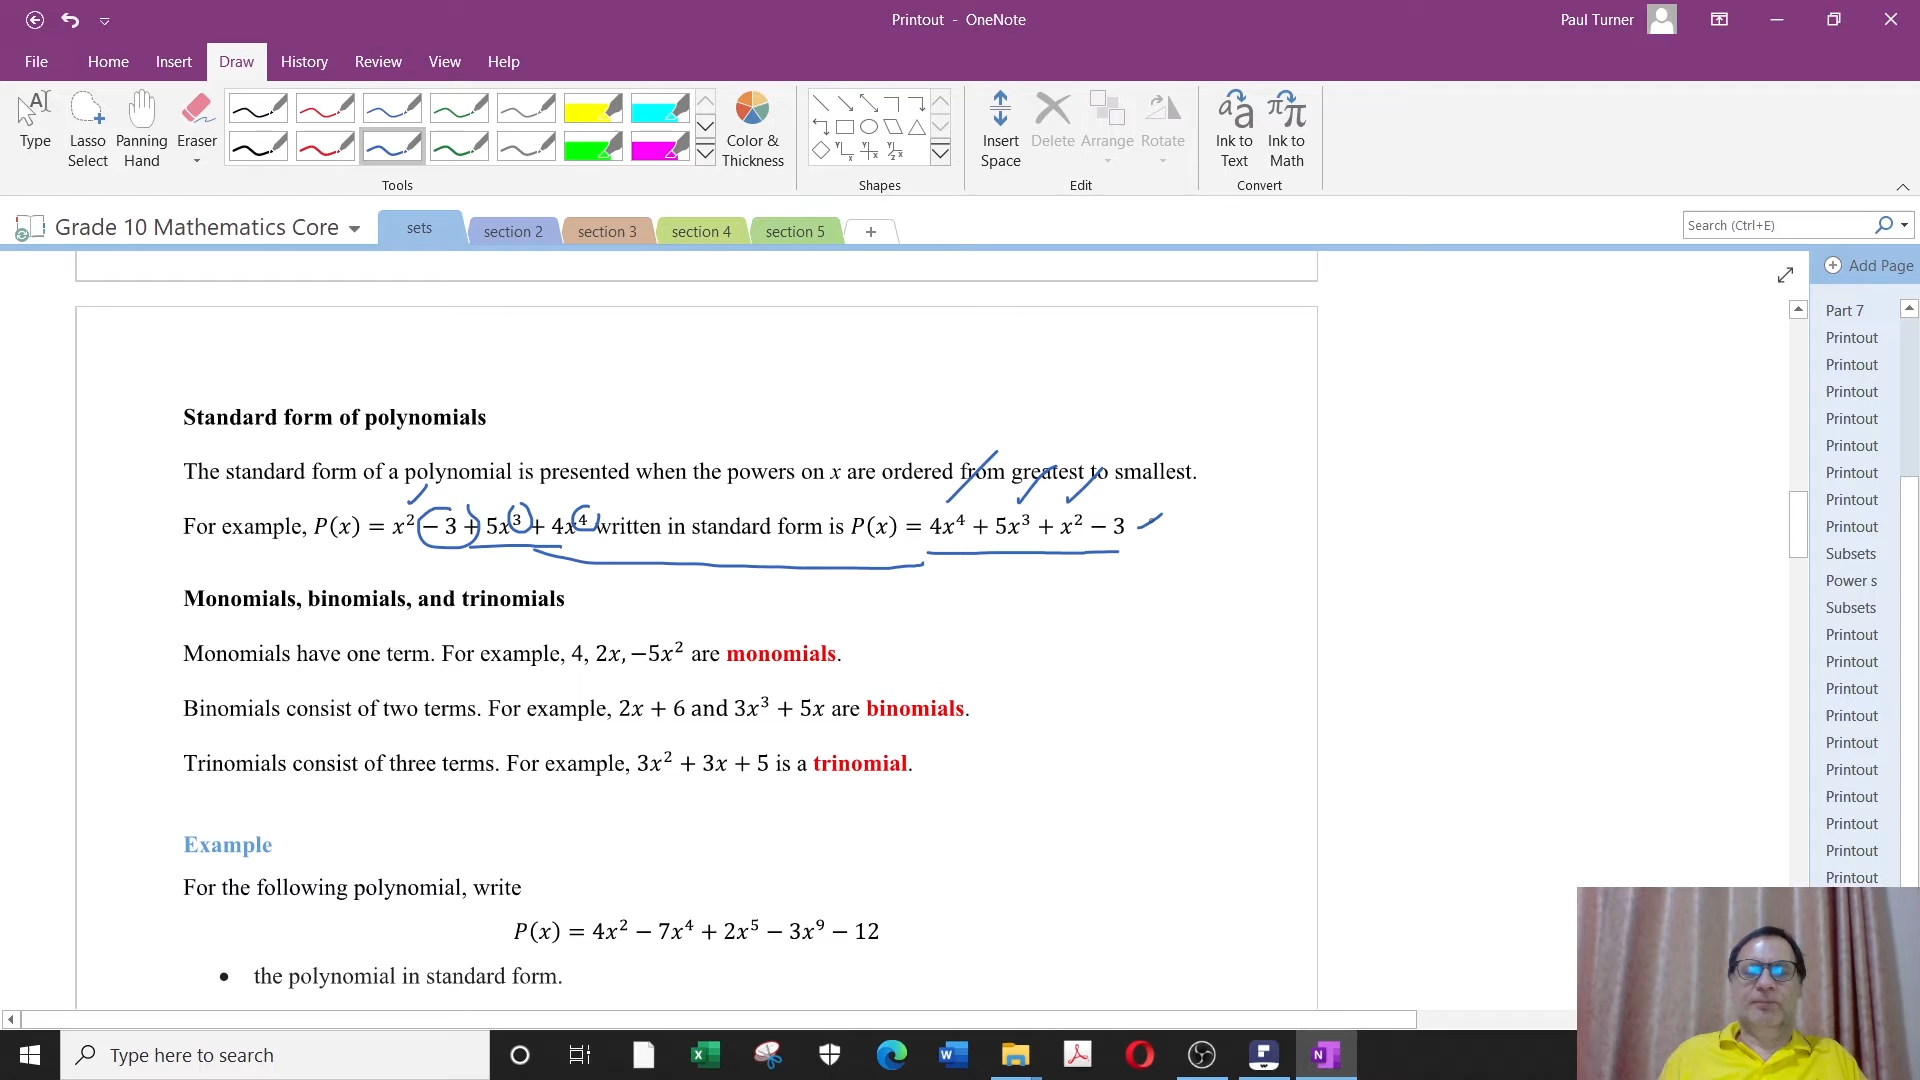 Printout - OneNote
Paul Turner
File Home Insert Draw History Review View Help
Type
Lasso Select
Panning Hand
Eraser
Color & Thickness
Insert Space
Delete
Arrange
Rotate
Ink to Text
Ink to Math
Tools
Shapes
Edit
Convert
Grade 10 Mathematics Core
sets section 2 section 3 section 4 section 5
Search (Ctrl+E)
Add Page
Part 7
Printout
Printout
Printout
Printout
Printout
Printout
Printout
Printout
Subsets
Power s
Subsets
Printout
Printout
Printout
Printout
Printout
Printout
Printout
Printout
Printout
Printout
Standard form of polynomials
The standard form of a polynomial is presented when the powers on x are ordered from greatest to smallest.
For example, P(x) = x² − 3 + 5x³ + 4x⁴ written in standard form is P(x) = 4x⁴ + 5x³ + x² − 3
Monomials, binomials, and trinomials
Monomials have one term. For example, 4, 2x, −5x² are monomials.
Binomials consist of two terms. For example, 2x + 6 and 3x³ + 5x are binomials.
Trinomials consist of three terms. For example, 3x² + 3x + 5 is a trinomial.
Example
For the following polynomial, write
P(x) = 4x² − 7x⁴ + 2x⁵ − 3x⁹ − 12
• the polynomial in standard form.
Type here to search